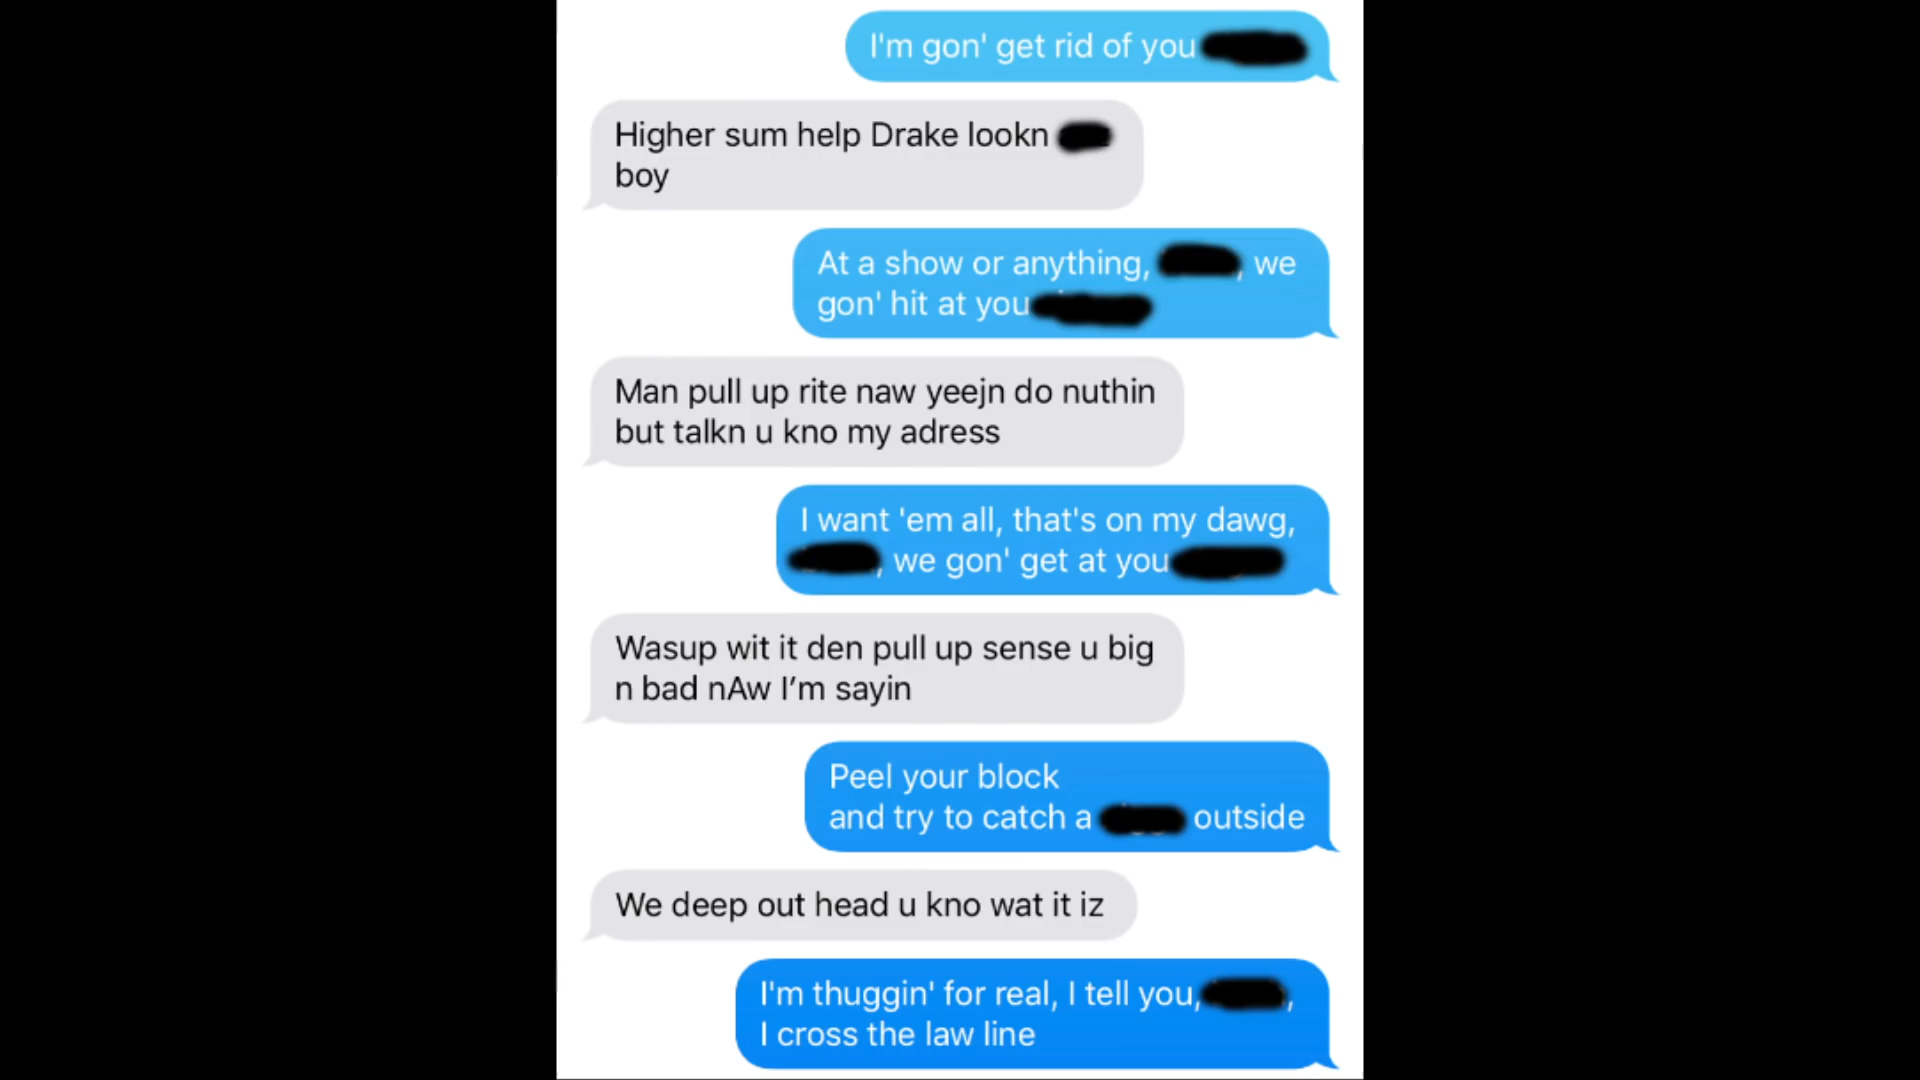 I'm gon' get rid of you
Higher sum help Drake lookn
boy
At a show or anything, , we
gon' hit at you
Man pull up rite naw yeejn do nuthin
but talkn u kno my adress
I want 'em all, that's on my dawg,
, we gon' get at you
Wasup wit it den pull up sense u big
n bad nAw I’m sayin
Peel your block
and try to catch a outside
We deep out head u kno wat it iz
I'm thuggin' for real, I tell you, ,
I cross the law line